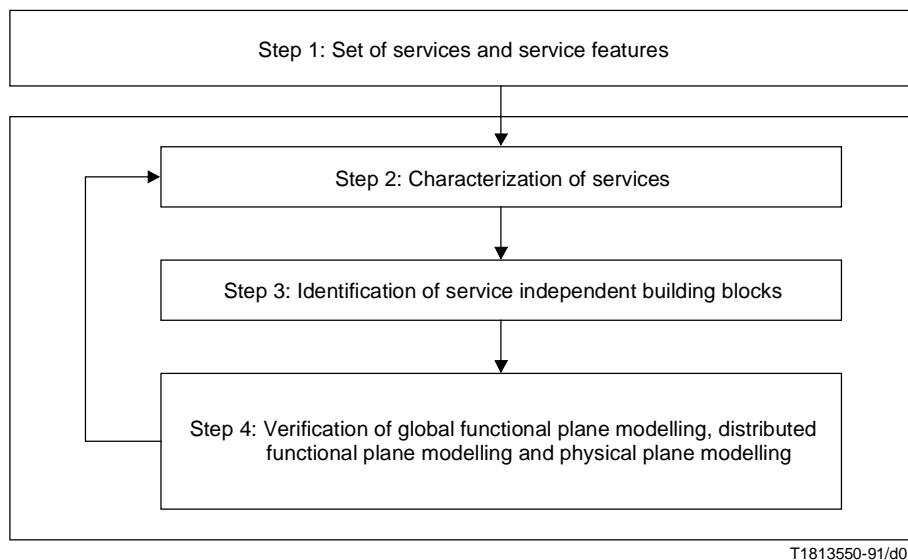 Step 1: Set of services and service features
Step 2: Characterization of services
Step 3: Identification of service independent building blocks
Step 4: Verification of global functional plane modelling, distributed
functional plane modelling and physical plane modelling
T1813550-91/d0